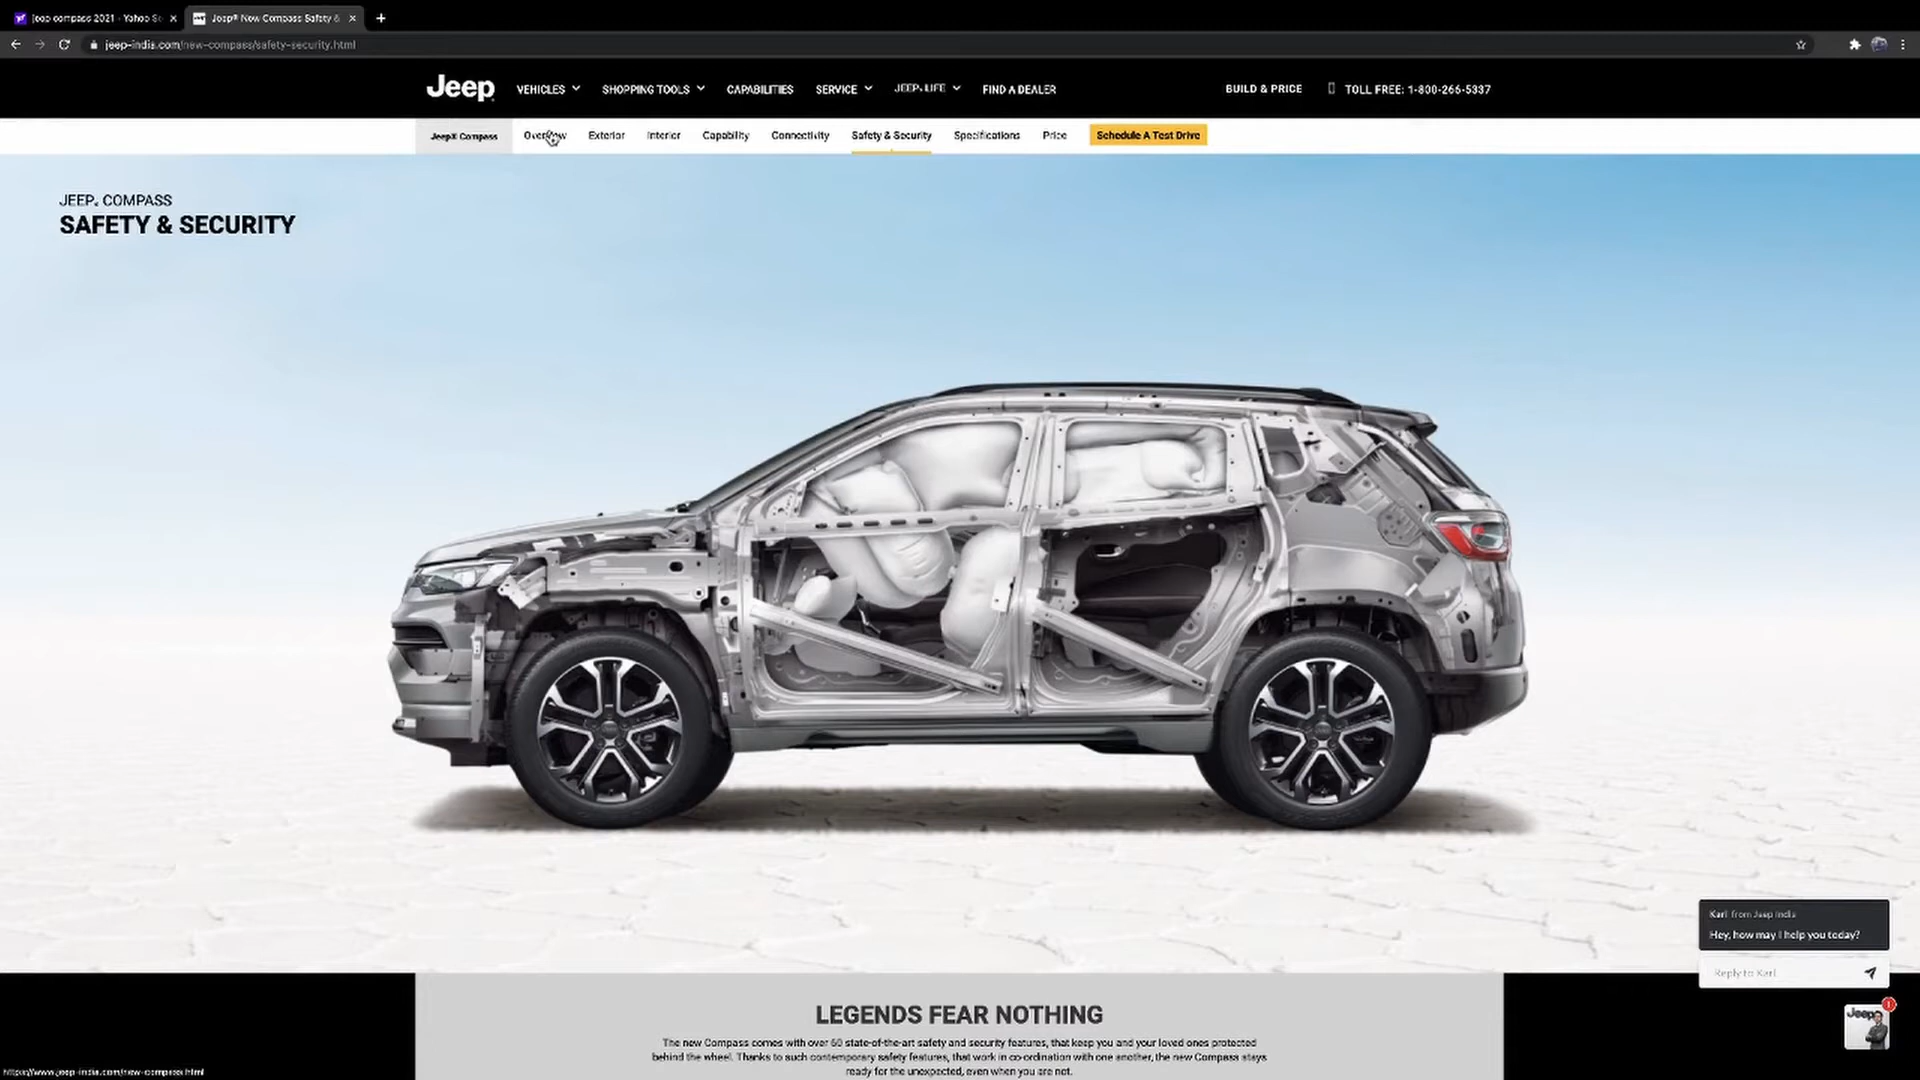 jeep compass 2021 - Yahoo Se
Jeep® New Compass Safety &
jeep-india.com/new-compass/safety-security.html
Jeep
VEHICLES
SHOPPING TOOLS
CAPABILITIES
SERVICE
JEEP® LIFE
FIND A DEALER
BUILD & PRICE
TOLL FREE: 1-800-266-5337
Jeep® Compass
Overview
Exterior
Interior
Capability
Connectivity
Safety & Security
Specifications
Price
Schedule A Test Drive
JEEP® COMPASS
SAFETY & SECURITY
Karl from Jeep India
Hey, how may I help you today?
Reply to Karl
Jeep
1
LEGENDS FEAR NOTHING
The new Compass comes with over 50 state-of-the-art safety and security features, that keep you and your loved ones protected
behind the wheel. Thanks to such contemporary safety features, that work in co-ordination with one another, the new Compass stays
ready for the unexpected, even when you are not.
https://www.jeep-india.com/new-compass.html